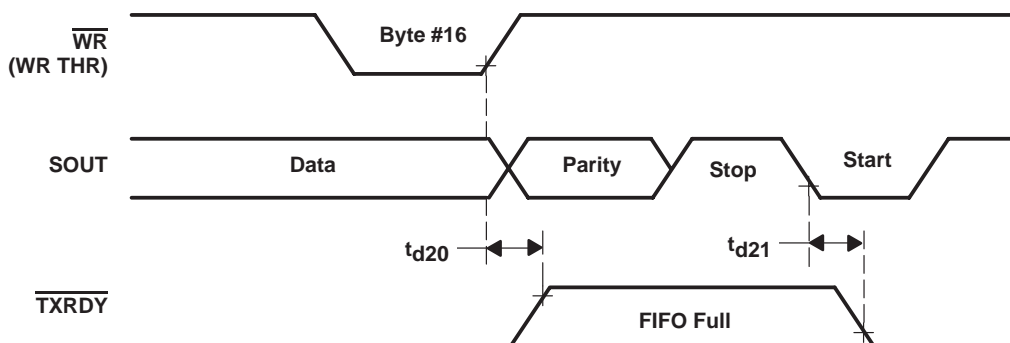 WR
(WR THR)
Byte #16
SOUT
Data
Parity
Stop
Start
td20
td21
TXRDY
FIFO Full